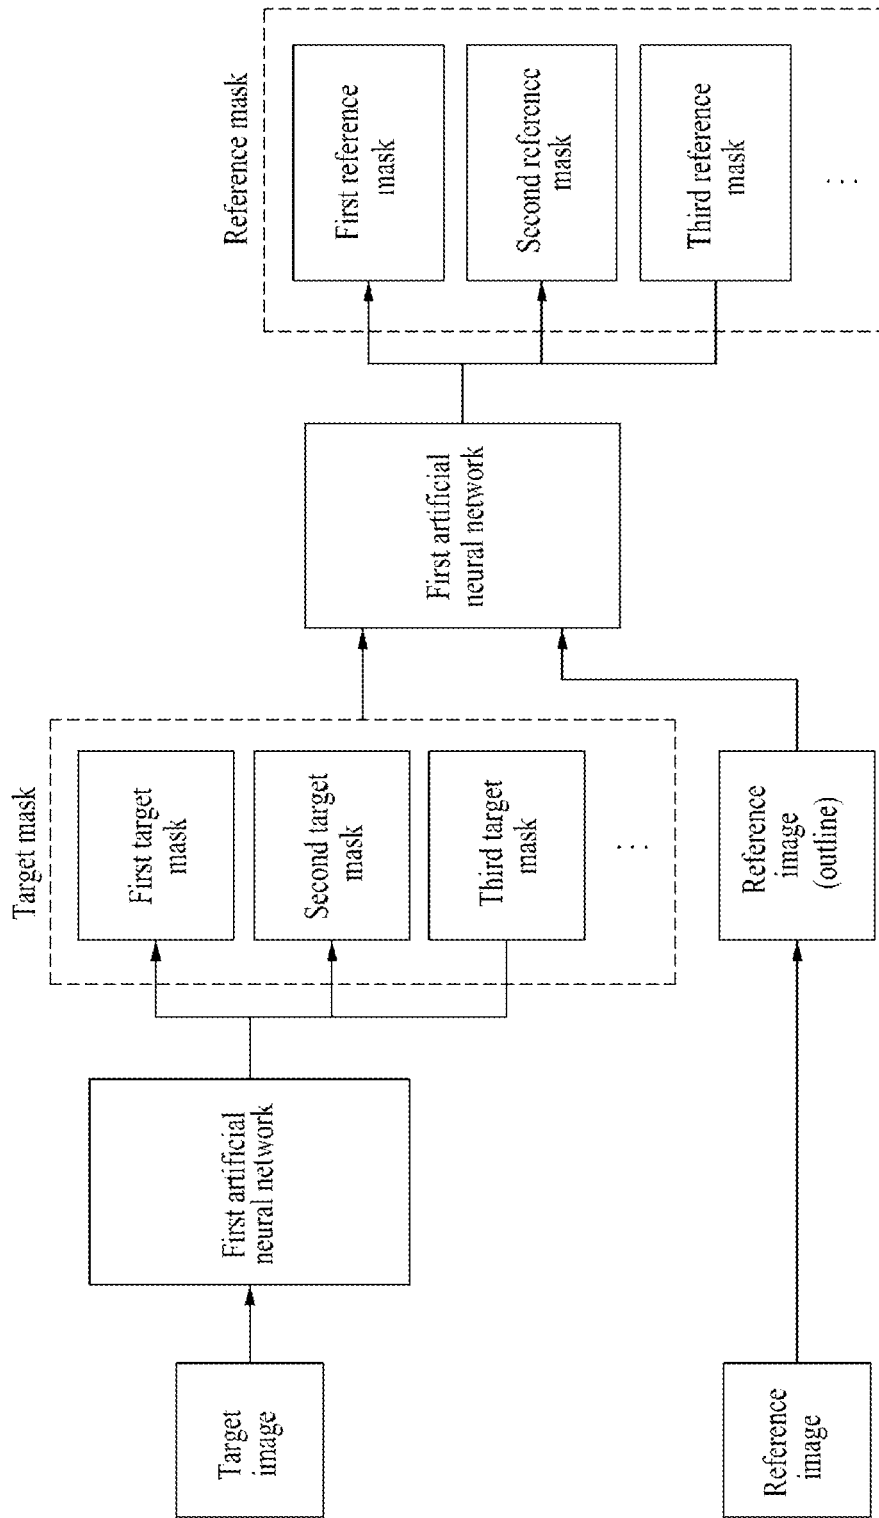 Target
image
First artificial
neural network
Target mask
First target
mask
Second target
mask
Third target
mask
...
Reference
image
Reference
image
(outline)
First artificial
neural network
Reference mask
First reference
mask
Second reference
mask
Third reference
mask
...